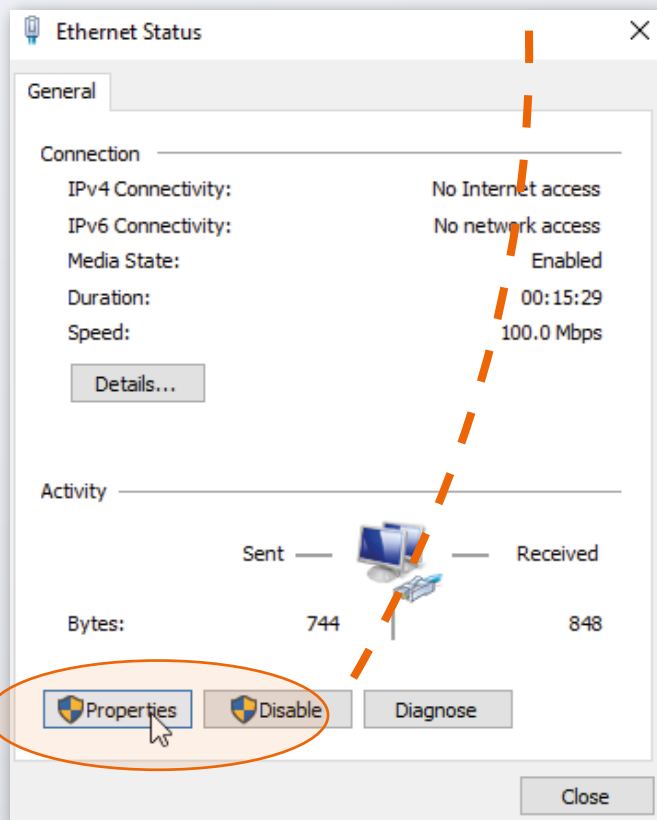 Ethernet Status
General
Connection
IPv4 Connectivity: No Internet access
IPv6 Connectivity: No network access
Media State: Enabled
Duration: 00:15:29
Speed: 100.0 Mbps
Details...
Activity
Sent Received
Bytes: 744 848
Properties Disable Diagnose
Close